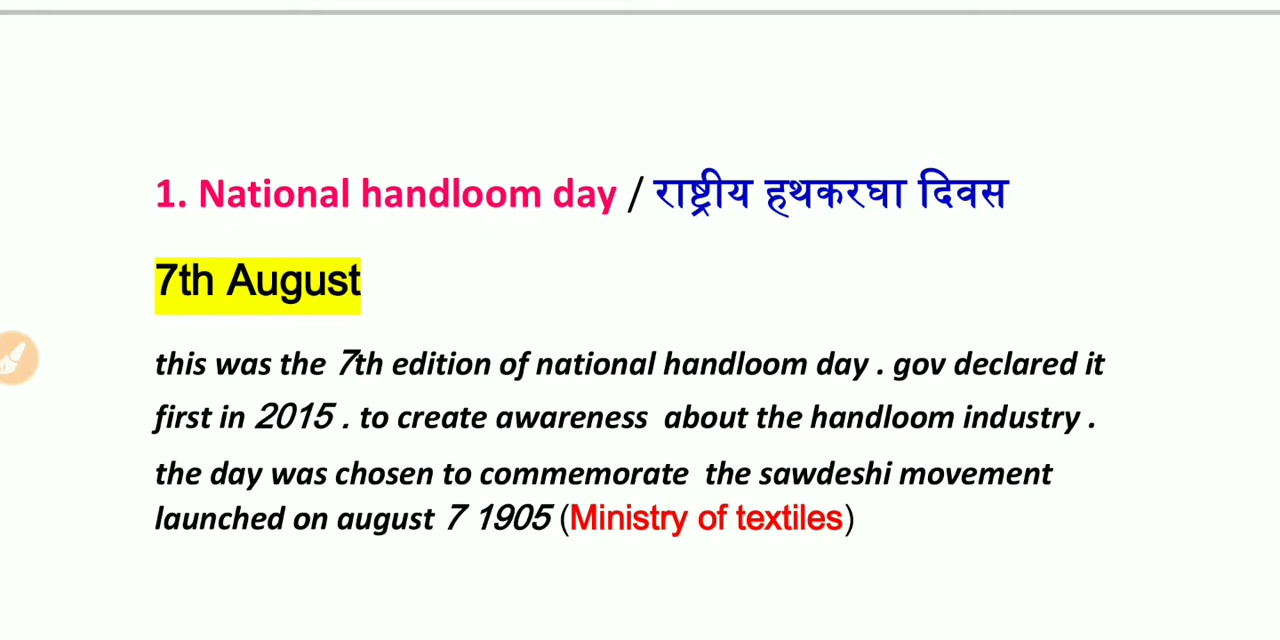 1. National handloom day / राष्ट्रीय हथकरघा दिवस
7th August
this was the 7th edition of national handloom day . gov declared it
first in 2015 . to create awareness about the handloom industry .
the day was chosen to commemorate the sawdeshi movement
launched on august 7 1905 (Ministry of textiles)